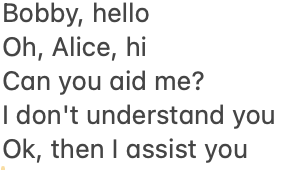 Bobby, hello
Oh, Alice, hi
Can you aid me?
I don't understand you
Ok, then I assist you